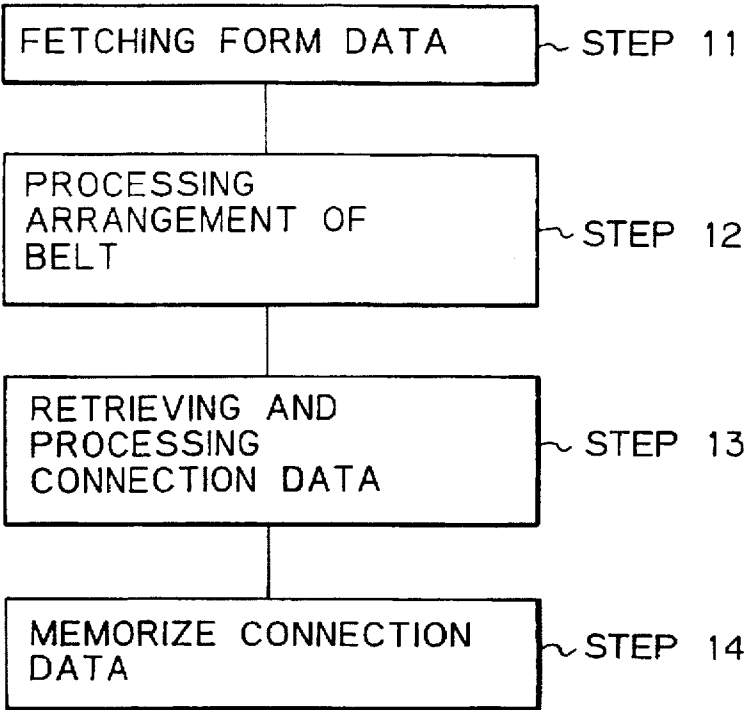 FETCHING FORM DATA
STEP 11
PROCESSING
ARRANGEMENT OF
BELT
STEP 12
RETRIEVING AND
PROCESSING
CONNECTION DATA
STEP 13
MEMORIZE CONNECTION
DATA
STEP 14